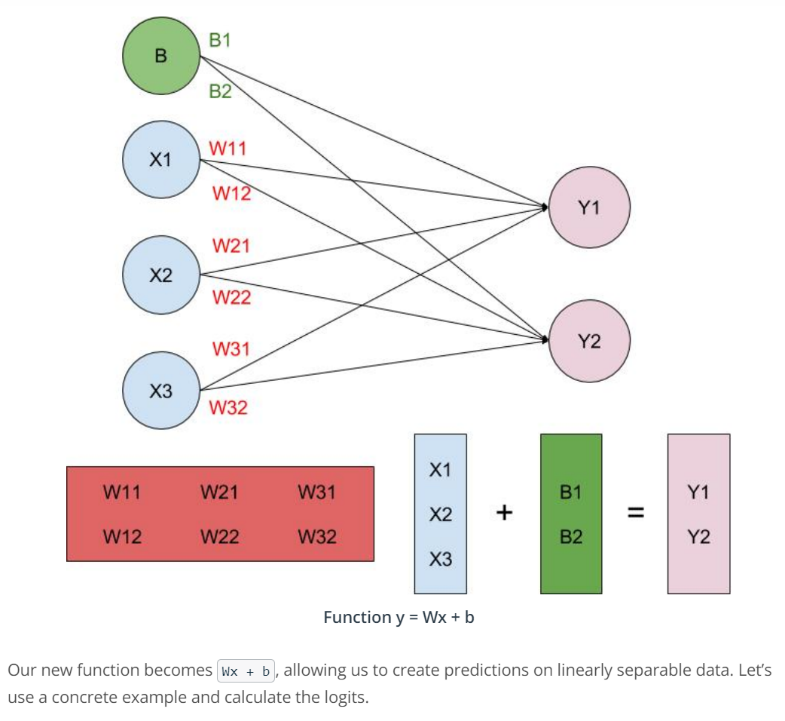 B
B1
B2
X1
W11
W12
Y1
X2
W21
W22
Y2
X3
W31
W32
W11 W21 W31
W12 W22 W32
X1
X2
X3
+
B1
B2
=
Y1
Y2
Function y = Wx + b
Our new function becomes Wx + b, allowing us to create predictions on linearly separable data. Let’s
use a concrete example and calculate the logits.